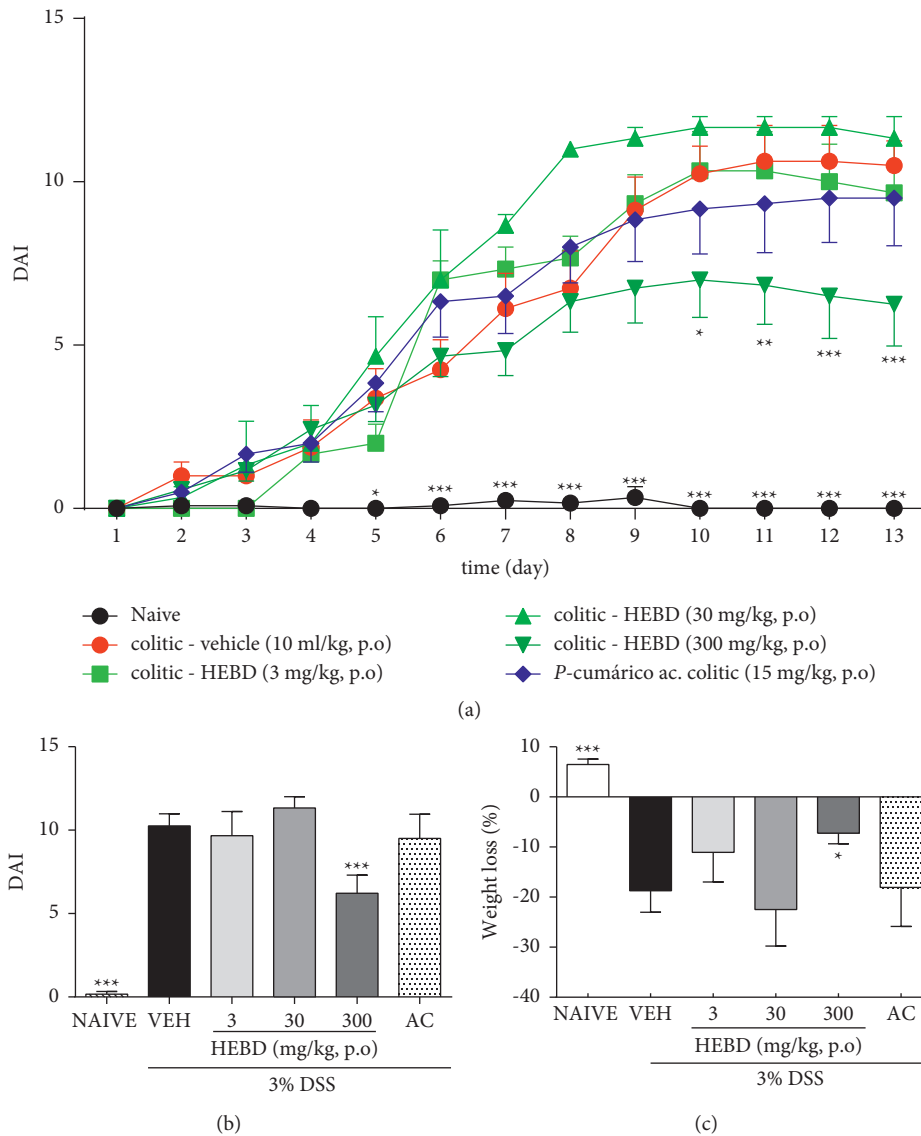 15
10
DAI
5
0
* *** *** *** *** *** *** *** ***
* ** *** ***
1 2 3 4 5 6 7 8 9 10 11 12 13
time (day)
Naive
colitic - vehicle (10 ml/kg, p.o)
colitic - HEBD (3 mg/kg, p.o)
colitic - HEBD (30 mg/kg, p.o)
colitic - HEBD (300 mg/kg, p.o)
P-cumárico ac. colitic (15 mg/kg, p.o)
(a)
15
10
DAI
5
0
***
***
NAIVE VEH 3 30 300 AC
HEBD (mg/kg, p.o)
3% DSS
(b)
10
0
-10
-20
-30
-40
Weight loss (%)
***
*
NAIVE VEH 3 30 300 AC
HEBD (mg/kg, p.o)
3% DSS
(c)